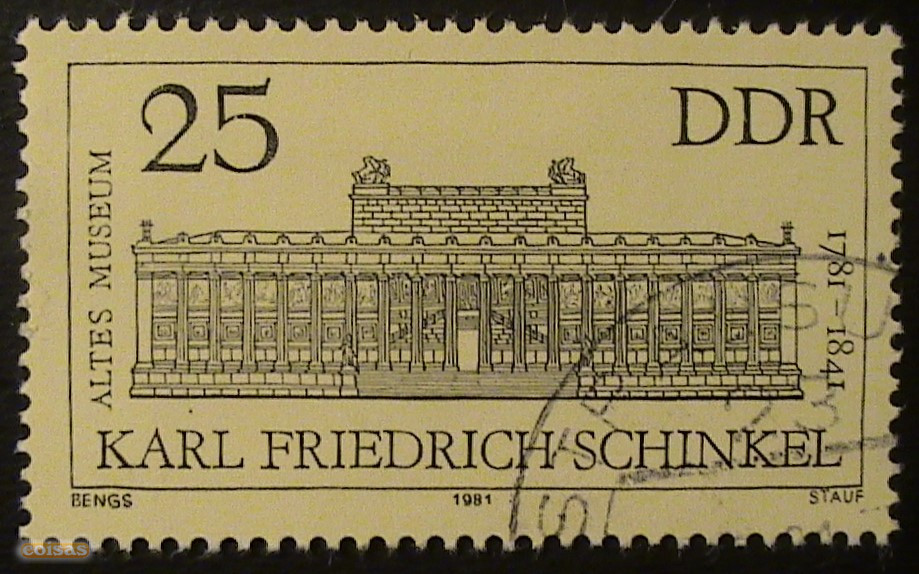 25
DDR
ALTES MUSEUM
1781–1841
KARL FRIEDRICH SCHINKEL
BENGS
1981
STAUF
coisas